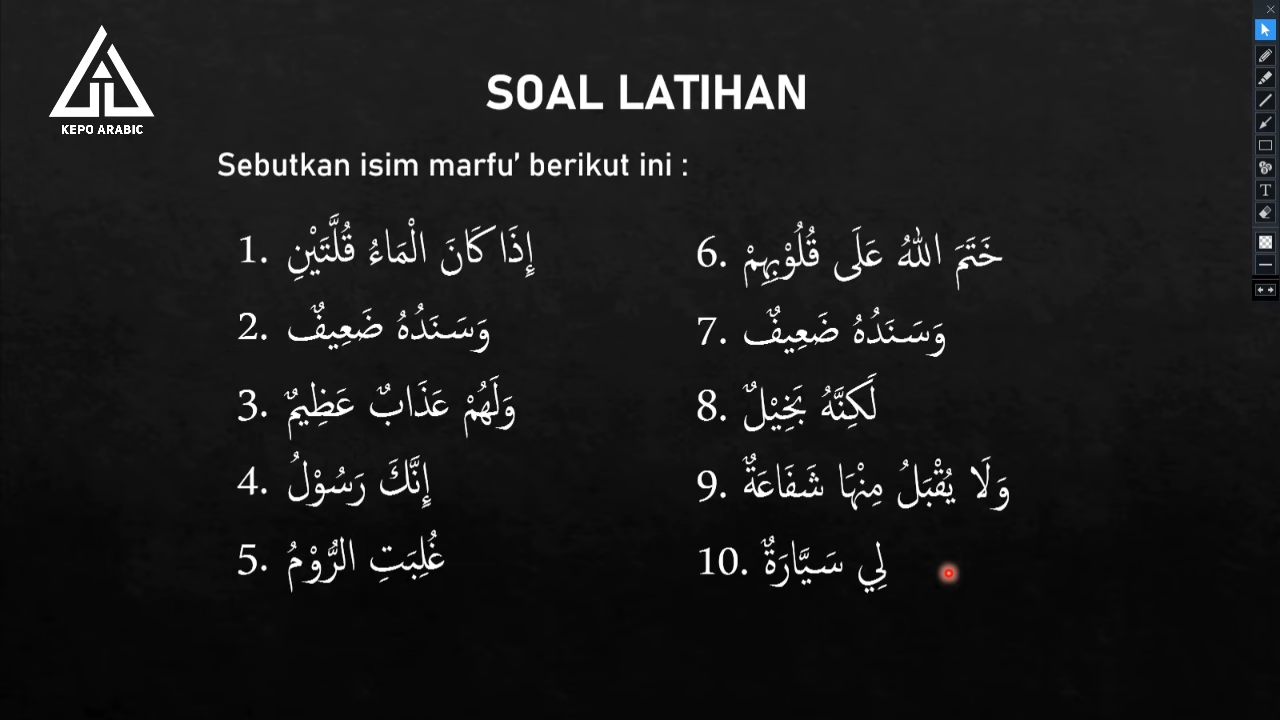 KEPO ARABIC
SOAL LATIHAN
Sebutkan isim marfu’ berikut ini :
1. إِذَا كَانَ الْمَاءُ قُلَّتَيْنِ
2. وَسَنَدُهُ ضَعِيفٌ
3. وَلَهُمْ عَذَابٌ عَظِيمٌ
4. إِنَّكَ رَسُوْلُ
5. غُلِبَتِ الرُّوْمُ
6. خَتَمَ اللهُ عَلَى قُلُوْبِهِمْ
7. وَسَنَدُهُ ضَعِيفٌ
8. لَكِنَّهُ بَخِيْلٌ
9. وَلَا يُقْبَلُ مِنْهَا شَفَاعَةٌ
10. لِي سَيَّارَةٌ